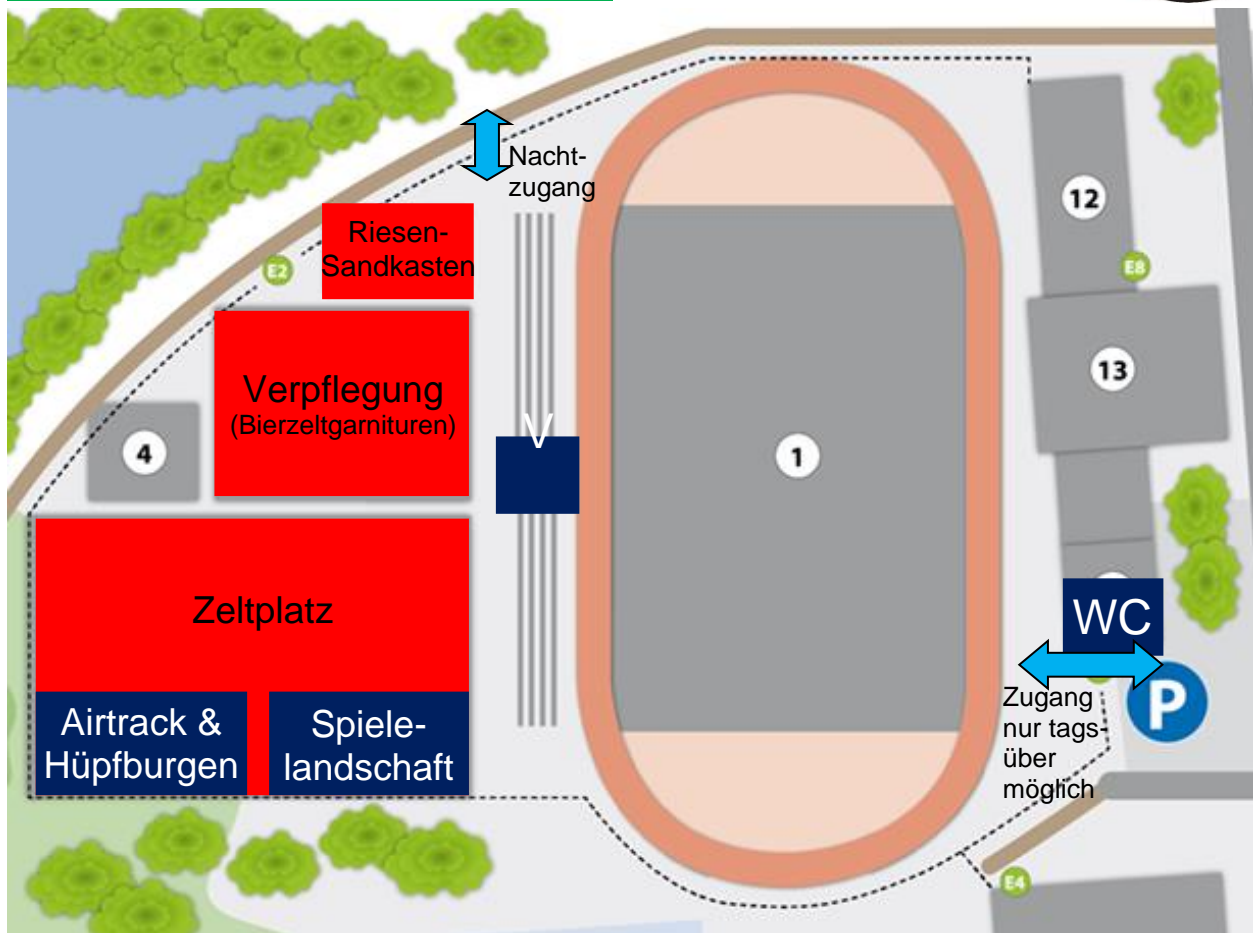 Nacht-
zugang
Riesen-
Sandkasten
E2
12
E8
13
Verpflegung
(Bierzeltgarnituren)
V
4
1
Zeltplatz
WC
P
Zugang
nur tags-
über
möglich
Airtrack &
Hüpfburgen
Spiele-
landschaft
E4